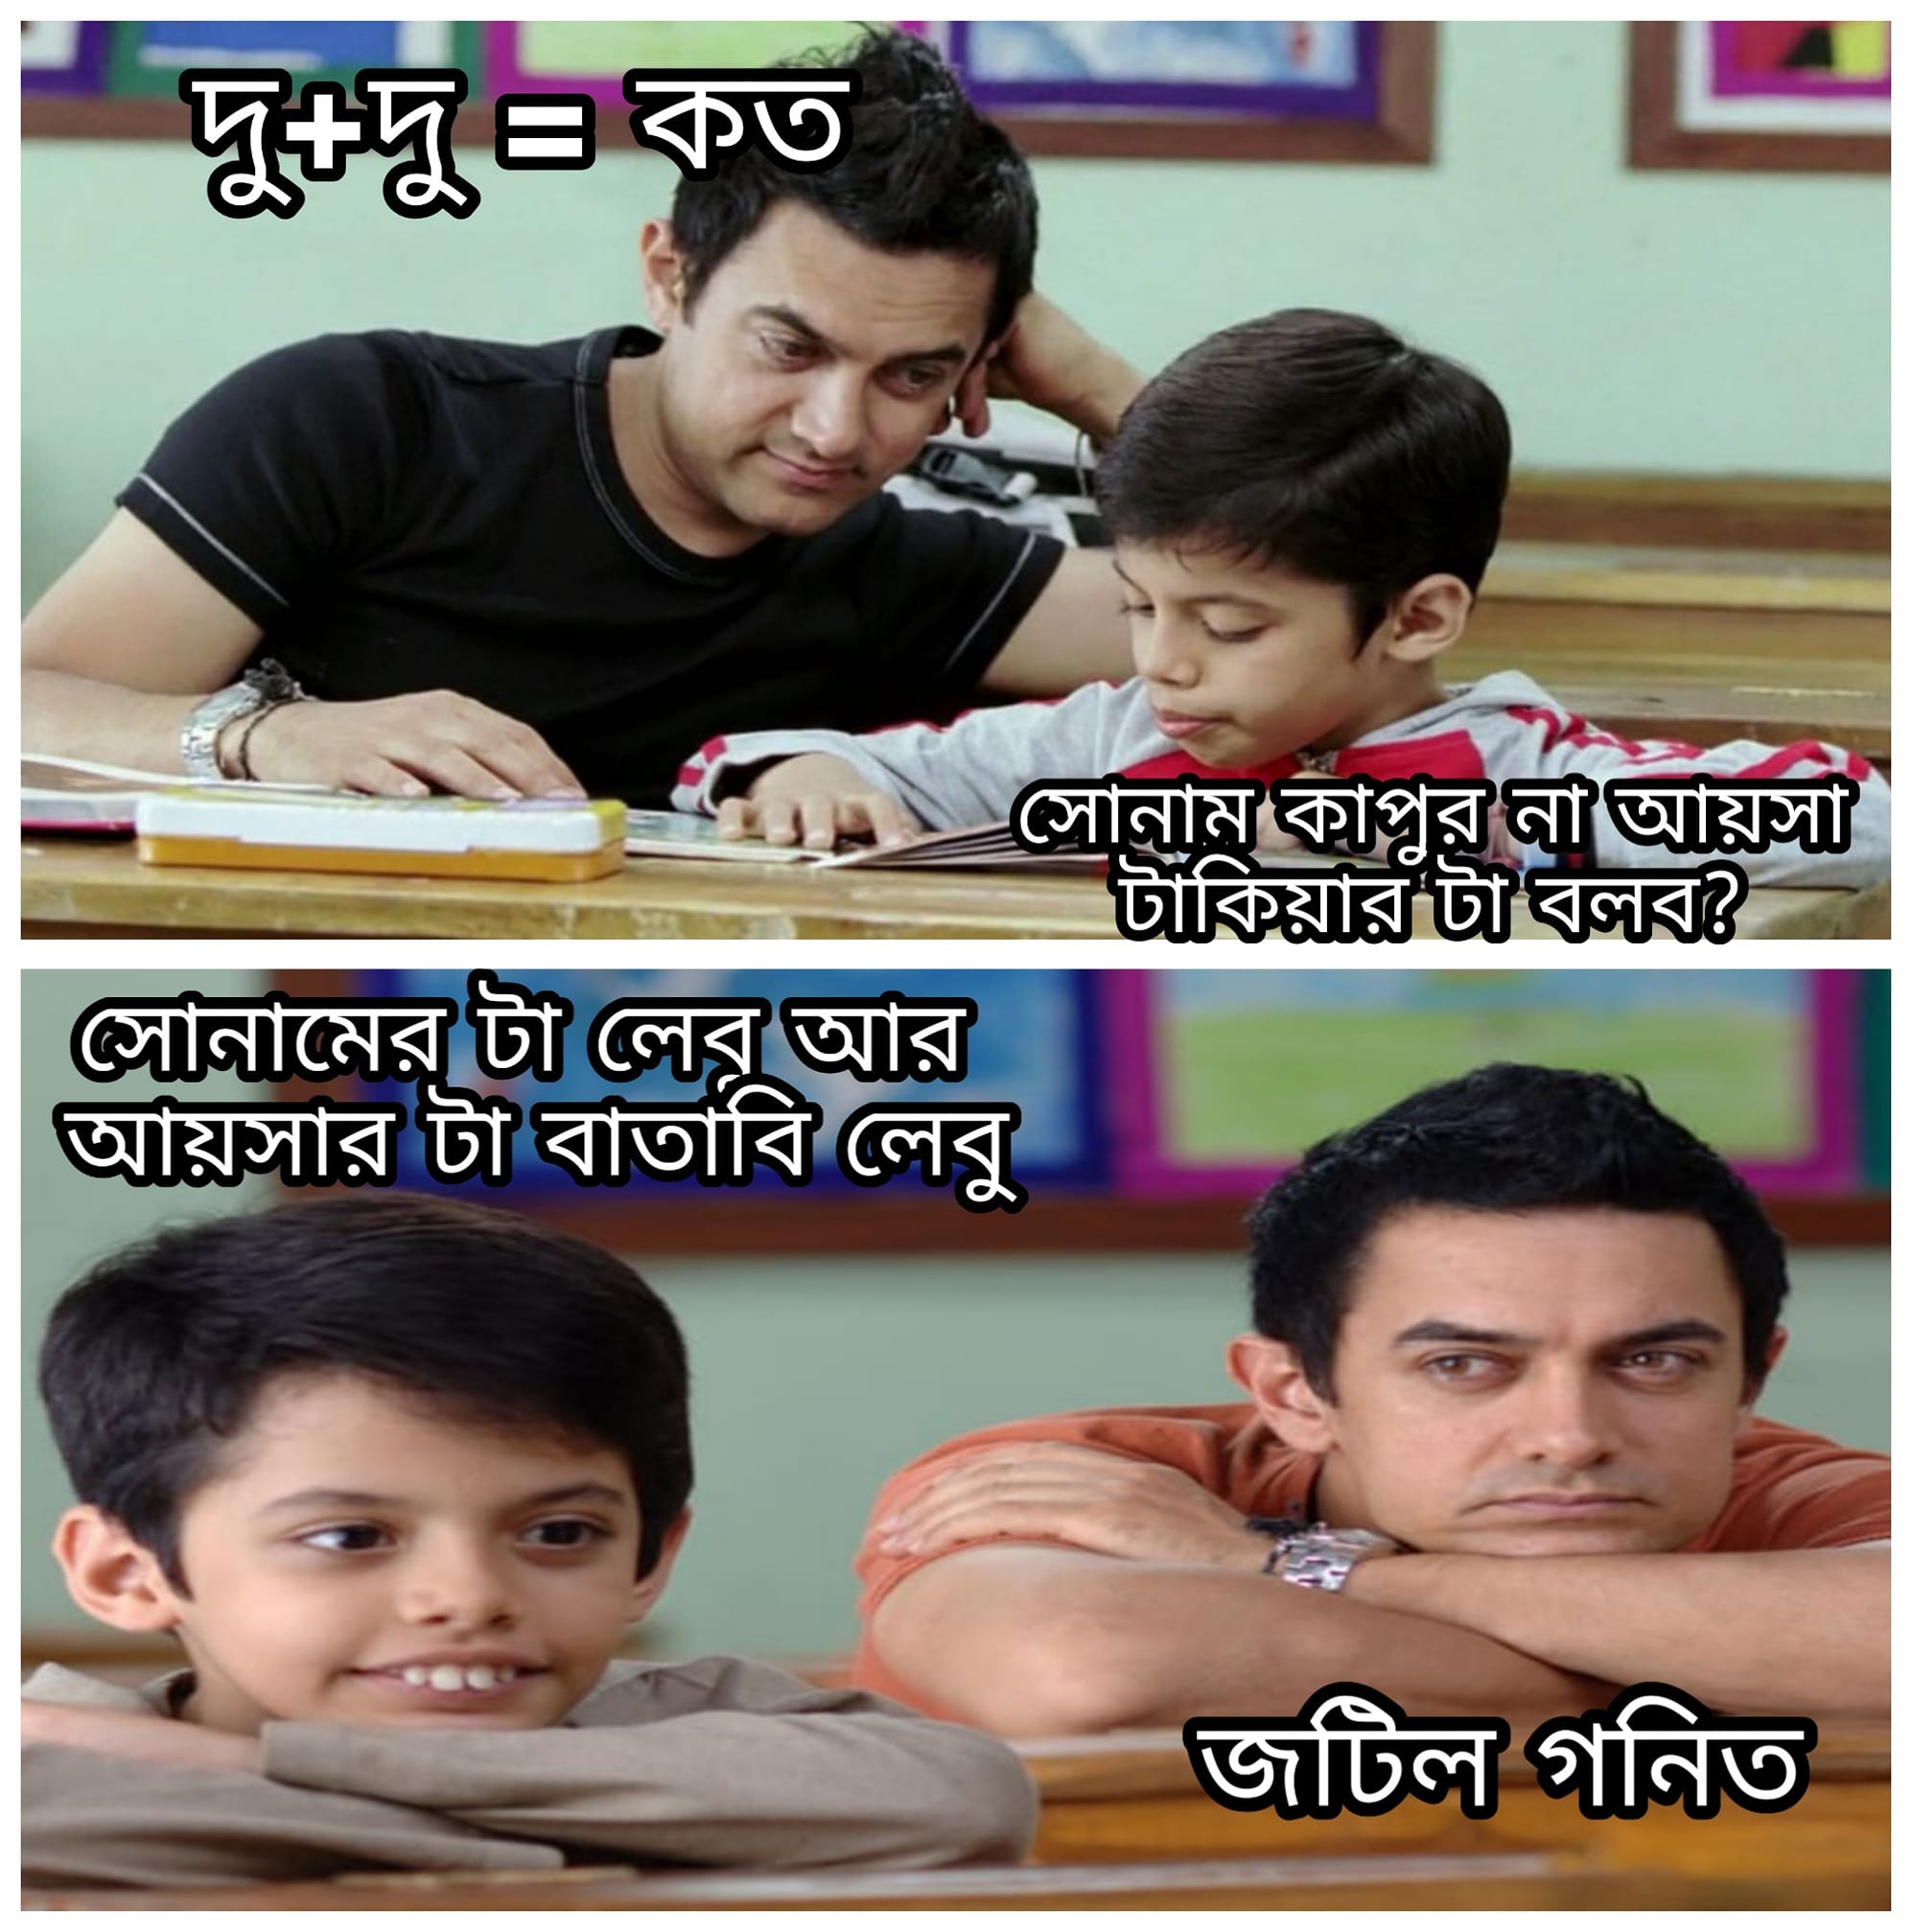 দু+দু = কত
সোনাম কাপুর না আয়সা
টাকিয়ার টা বলব?
সোনামের টা লেবু আর
আয়সার টা বাতাবি লেবু
জটিল গনিত